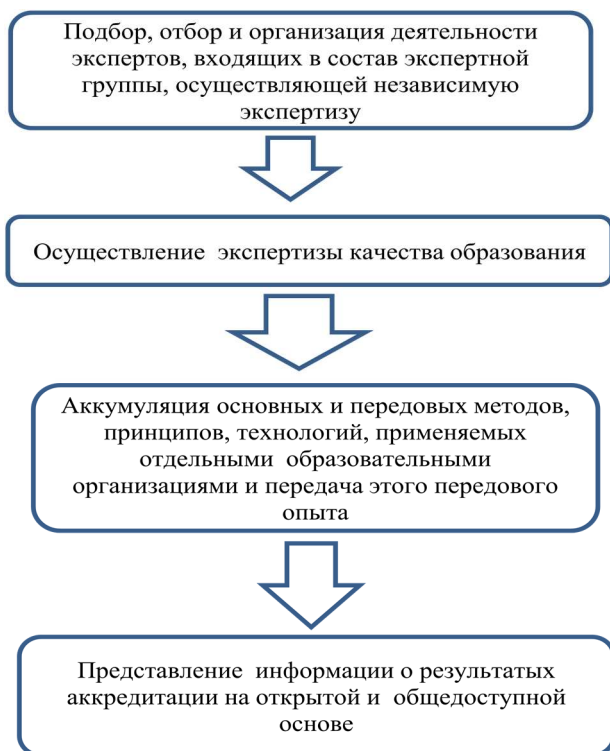 Подбор, отбор и организация деятельности
экспертов, входящих в состав экспертной
группы, осуществляющей независимую
экспертизу
Осуществление экспертизы качества образования
Аккумуляция основных и передовых методов,
принципов, технологий, применяемых
отдельными образовательными
организациями и передача этого передового
опыта
Представление информации о результатых
аккредитации на открытой и общедоступной
основе